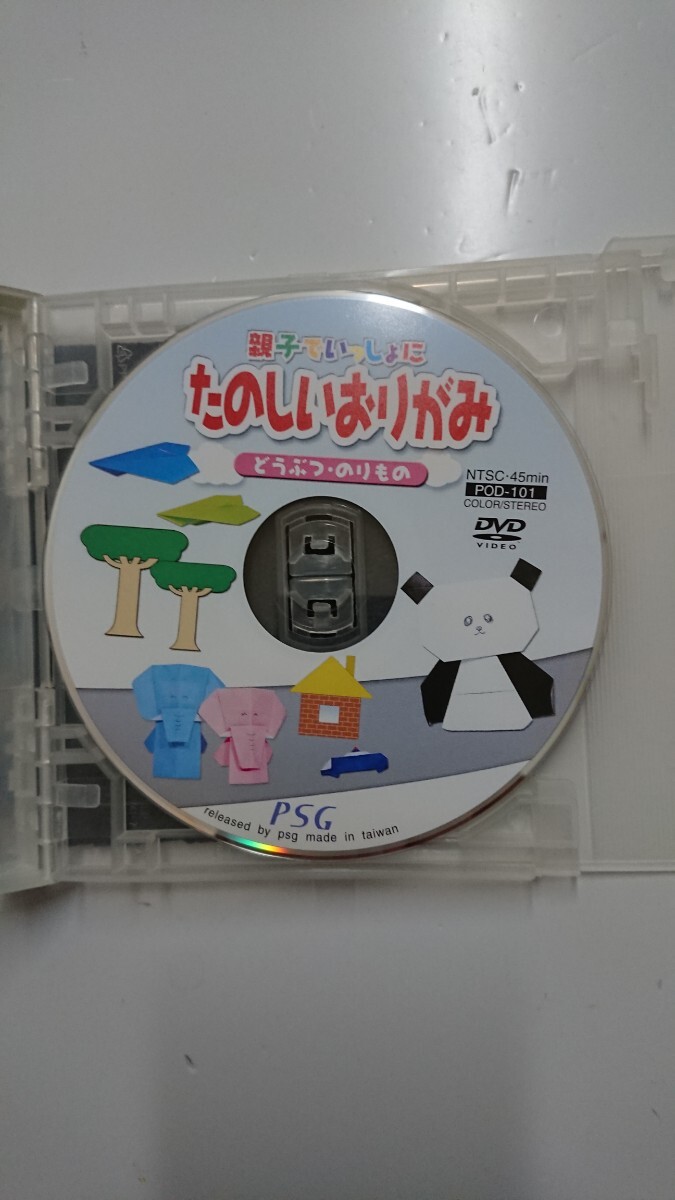 親子でいっしょに
たのしいおりがみ
どうぶつ・のりもの
NTSC・45min
POD-101
COLOR/STEREO
DVD
VIDEO
PSG
released by psg made in taiwan